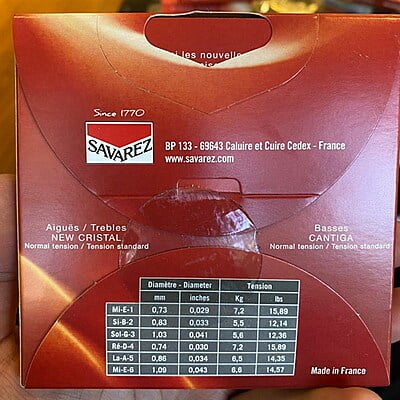 i les nouvelle
Since 1770
SAVAREZ
BP 133 - 69643 Caluire et Cuire Cedex - France
www.savarez.com
Aiguës / Trebles
NEW CRISTAL
Normal tension / Tension standard
Basses
CANTIGA
Normal tension / Tension standard
Diamètre - Diameter Tension
mm inches Kg lbs
Mi-E-1 0,73 0,029 7,2 15,89
Si-B-2 0,83 0,033 5,5 12,14
Sol-G-3 1,03 0,041 5,6 12,36
Ré-D-4 0,74 0,030 7,2 15,89
La-A-5 0,86 0,034 6,5 14,35
Mi-E-6 1,09 0,043 6,6 14,57
Made in France